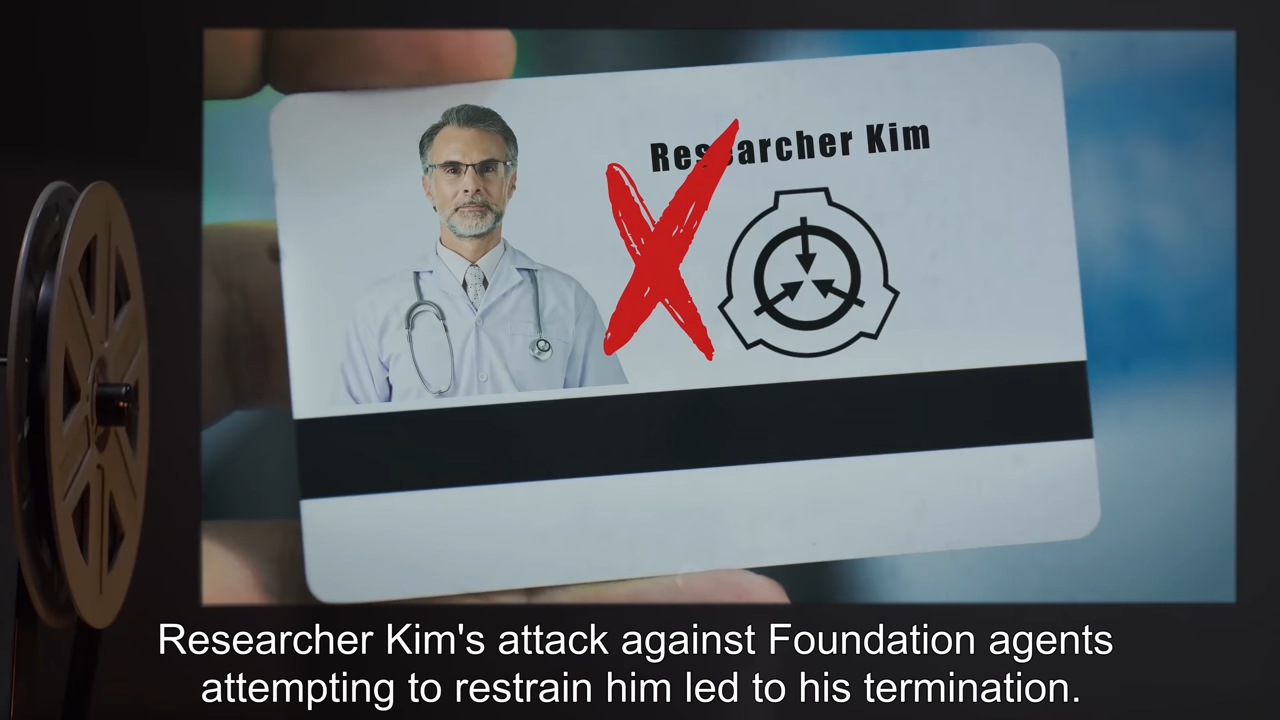 Researcher Kim
Researcher Kim's attack against Foundation agents
attempting to restrain him led to his termination.